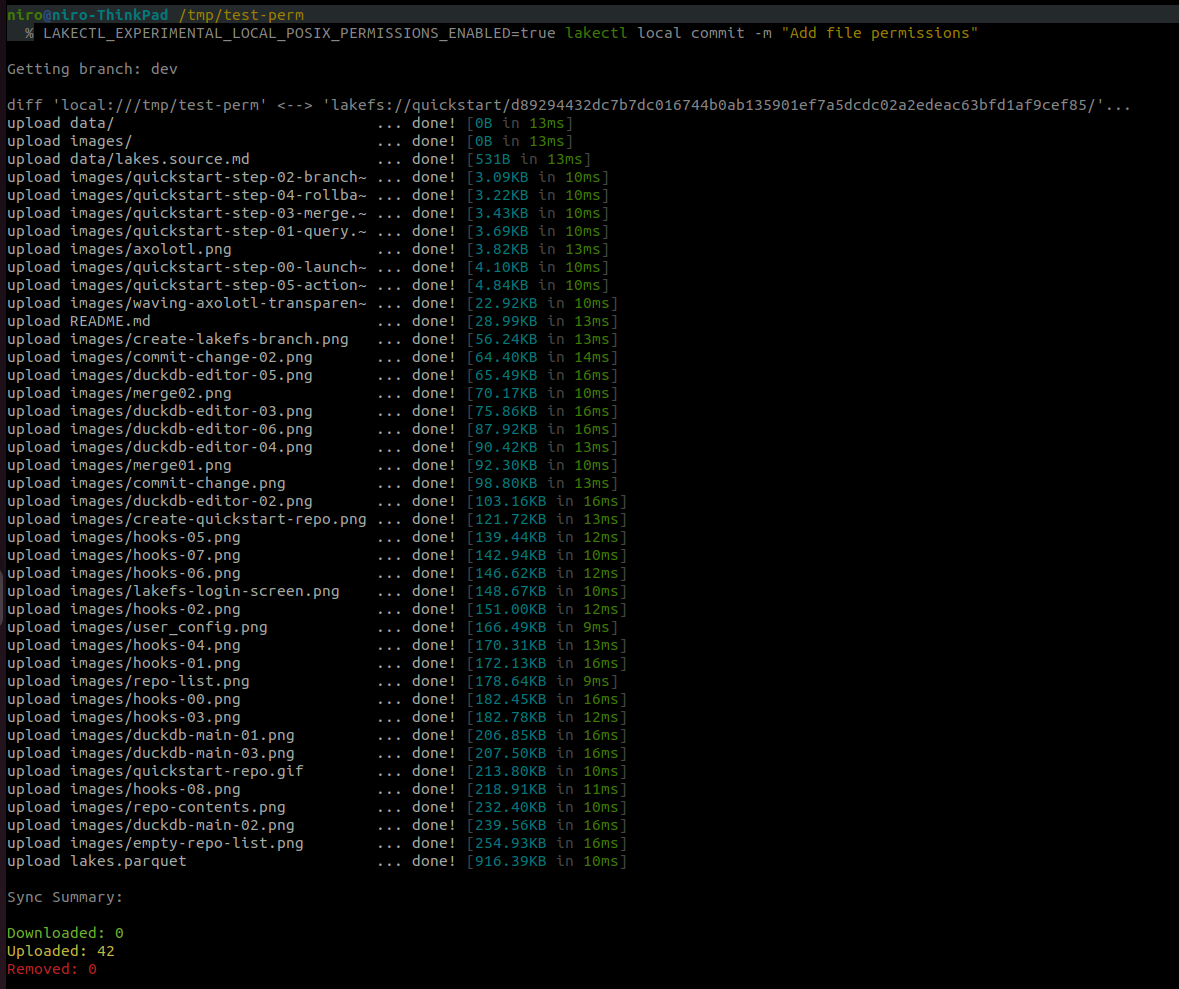 niro@niro-ThinkPad /tmp/test-perm
% LAKECTL_EXPERIMENTAL_LOCAL_POSIX_PERMISSIONS_ENABLED=true lakectl local commit -m "Add file permissions"
Getting branch: dev
diff 'local:///tmp/test-perm' <--> 'lakefs://quickstart/d89294432dc7b7dc016744b0ab135901ef7a5dcdc02a2edeac63bfd1af9cef85/'...
upload data/ ... done! [0B in 13ms]
upload images/ ... done! [0B in 13ms]
upload data/lakes.source.md ... done! [531B in 13ms]
upload images/quickstart-step-02-branch~ ... done! [3.09KB in 10ms]
upload images/quickstart-step-04-rollba~ ... done! [3.22KB in 10ms]
upload images/quickstart-step-03-merge.~ ... done! [3.43KB in 10ms]
upload images/quickstart-step-01-query.~ ... done! [3.69KB in 10ms]
upload images/axolotl.png ... done! [3.82KB in 13ms]
upload images/quickstart-step-00-launch~ ... done! [4.10KB in 10ms]
upload images/quickstart-step-05-action~ ... done! [4.84KB in 10ms]
upload images/waving-axolotl-transparen~ ... done! [22.92KB in 10ms]
upload README.md ... done! [28.99KB in 13ms]
upload images/create-lakefs-branch.png ... done! [56.24KB in 13ms]
upload images/commit-change-02.png ... done! [64.40KB in 14ms]
upload images/duckdb-editor-05.png ... done! [65.49KB in 16ms]
upload images/merge02.png ... done! [70.17KB in 10ms]
upload images/duckdb-editor-03.png ... done! [75.86KB in 16ms]
upload images/duckdb-editor-06.png ... done! [87.92KB in 16ms]
upload images/duckdb-editor-04.png ... done! [90.42KB in 13ms]
upload images/merge01.png ... done! [92.30KB in 10ms]
upload images/commit-change.png ... done! [98.80KB in 13ms]
upload images/duckdb-editor-02.png ... done! [103.16KB in 16ms]
upload images/create-quickstart-repo.png ... done! [121.72KB in 13ms]
upload images/hooks-05.png ... done! [139.44KB in 12ms]
upload images/hooks-07.png ... done! [142.94KB in 10ms]
upload images/hooks-06.png ... done! [146.62KB in 12ms]
upload images/lakefs-login-screen.png ... done! [148.67KB in 10ms]
upload images/hooks-02.png ... done! [151.00KB in 12ms]
upload images/user_config.png ... done! [166.49KB in 9ms]
upload images/hooks-04.png ... done! [170.31KB in 13ms]
upload images/hooks-01.png ... done! [172.13KB in 16ms]
upload images/repo-list.png ... done! [178.64KB in 9ms]
upload images/hooks-00.png ... done! [182.45KB in 16ms]
upload images/hooks-03.png ... done! [182.78KB in 12ms]
upload images/duckdb-main-01.png ... done! [206.85KB in 16ms]
upload images/duckdb-main-03.png ... done! [207.50KB in 16ms]
upload images/quickstart-repo.gif ... done! [213.80KB in 10ms]
upload images/hooks-08.png ... done! [218.91KB in 11ms]
upload images/repo-contents.png ... done! [232.40KB in 10ms]
upload images/duckdb-main-02.png ... done! [239.56KB in 16ms]
upload images/empty-repo-list.png ... done! [254.93KB in 16ms]
upload lakes.parquet ... done! [916.39KB in 10ms]
Sync Summary:
Downloaded: 0
Uploaded: 42
Removed: 0